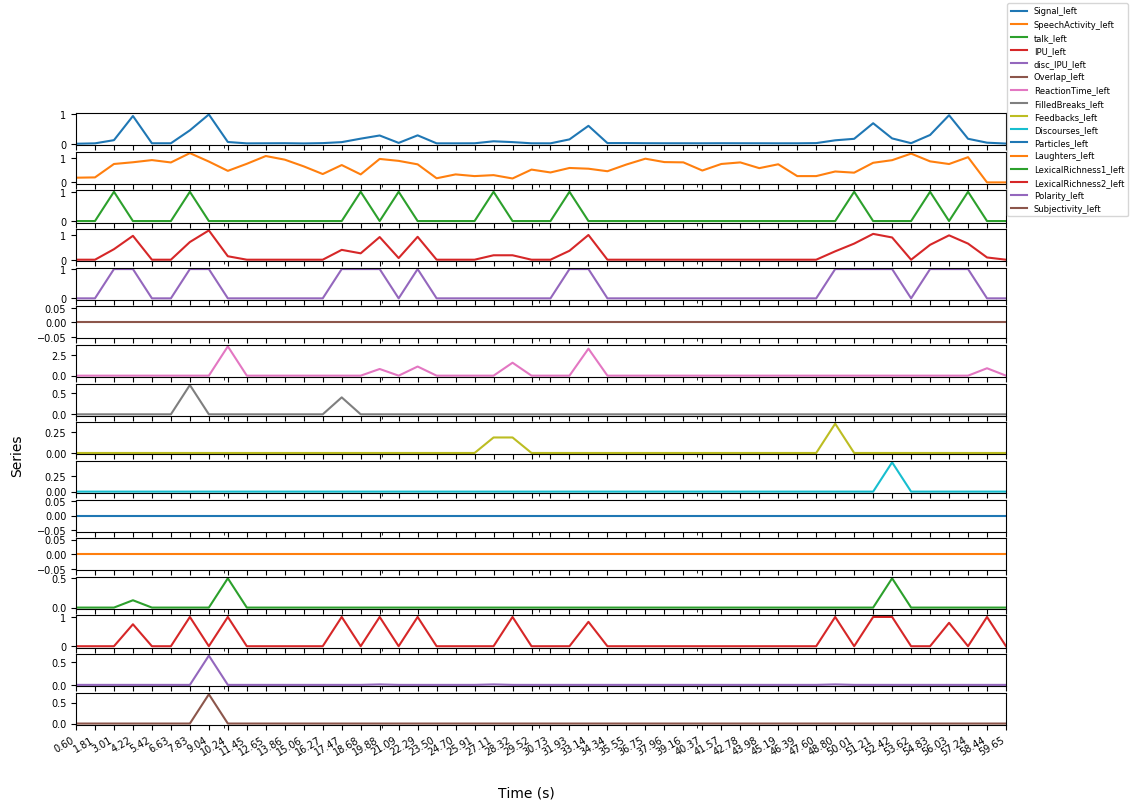 Signal_left
SpeechActivity_left
talk_left
IPU_left
disc_IPU_left
Overlap_left
ReactionTime_left
FilledBreaks_left
Feedbacks_left
Discourses_left
Particles_left
Laughters_left
LexicalRichness1_left
LexicalRichness2_left
Polarity_left
Subjectivity_left
1
0
1
0
1
0
1
0
1
0
0.05
0.00
−0.05
2.5
0.0
0.5
0.0
0.25
0.00
0.25
0.00
0.05
0.00
−0.05
0.05
0.00
−0.05
0.5
0.0
1
0
0.5
0.0
0.5
0.0
Series
0.60 1.81 3.01 4.22 5.42 6.63 7.83 9.04 10.24 11.45 12.65 13.86 15.06 16.27 17.47 18.68 19.88 21.09 22.29 23.50 24.70 25.91 27.11 28.32 29.52 30.73 31.93 33.14 34.34 35.55 36.75 37.96 39.16 40.37 41.57 42.78 43.98 45.19 46.39 47.60 48.80 50.01 51.21 52.42 53.62 54.83 56.03 57.24 58.44 59.65
Time (s)